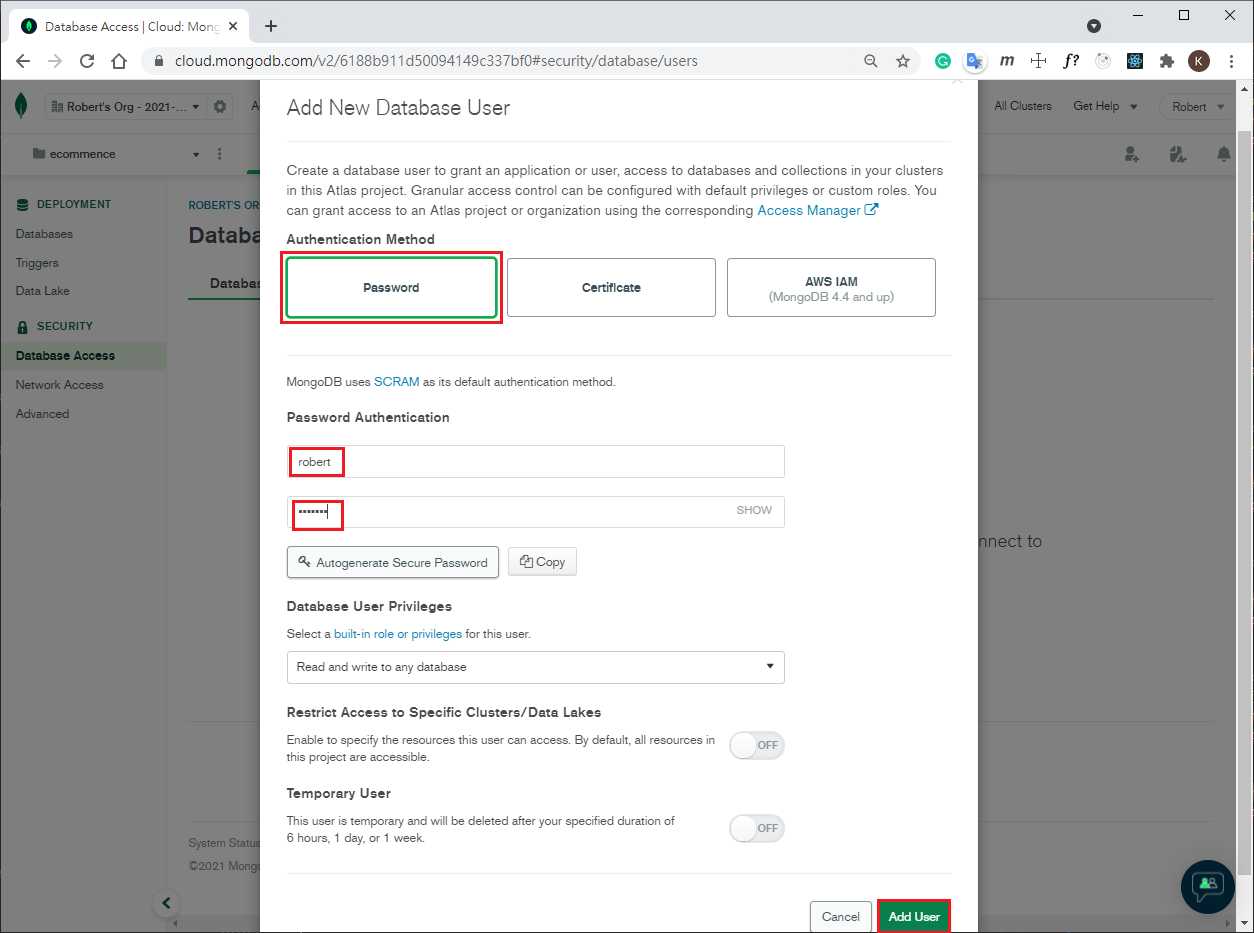 Database Access | Cloud: Mong
cloud.mongodb.com/v2/6188b911d50094149c337bf0#security/database/users
m
f?
K
Robert's Org - 2021-...
A
All Clusters
Get Help
Robert
ecommence
DEPLOYMENT
Databases
Triggers
Data Lake
SECURITY
Database Access
Network Access
Advanced
ROBERT'S OR
Databa
Databas
nnect to
System Status
©2021 Mongo
Add New Database User
Create a database user to grant an application or user, access to databases and collections in your clusters
in this Atlas project. Granular access control can be configured with default privileges or custom roles. You
can grant access to an Atlas project or organization using the corresponding Access Manager
Authentication Method
Password
Certificate
AWS IAM
(MongoDB 4.4 and up)
MongoDB uses SCRAM as its default authentication method.
Password Authentication
robert
•••••••
SHOW
Autogenerate Secure Password
Copy
Database User Privileges
Select a built-in role or privileges for this user.
Read and write to any database
Restrict Access to Specific Clusters/Data Lakes
Enable to specify the resources this user can access. By default, all resources in
this project are accessible.
OFF
Temporary User
This user is temporary and will be deleted after your specified duration of
6 hours, 1 day, or 1 week.
OFF
Cancel
Add User